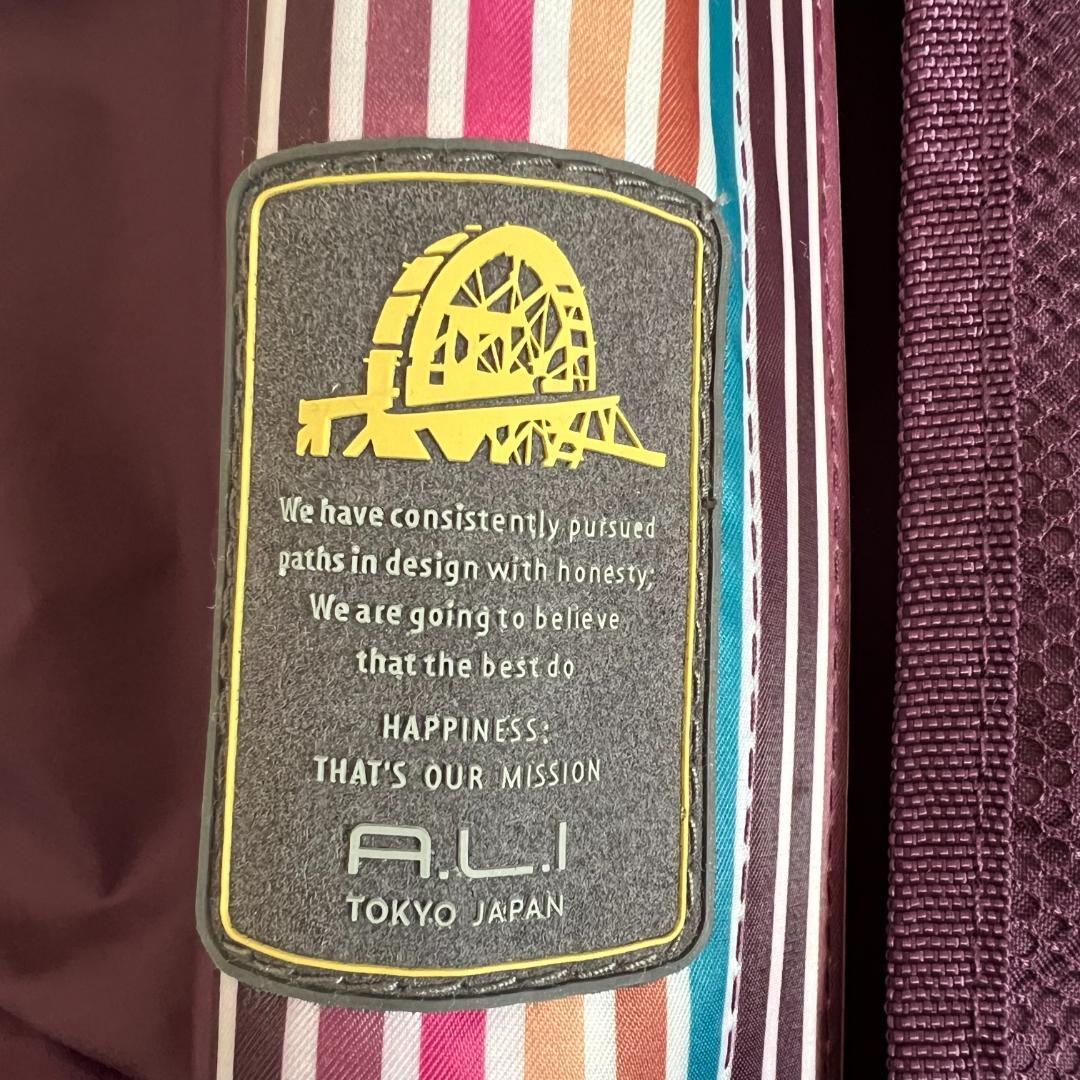 We have consistently pursued
paths in design with honesty;
We are going to believe
that the best do
HAPPINESS:
THAT'S OUR MISSION
A.L.I
TOKYO JAPAN